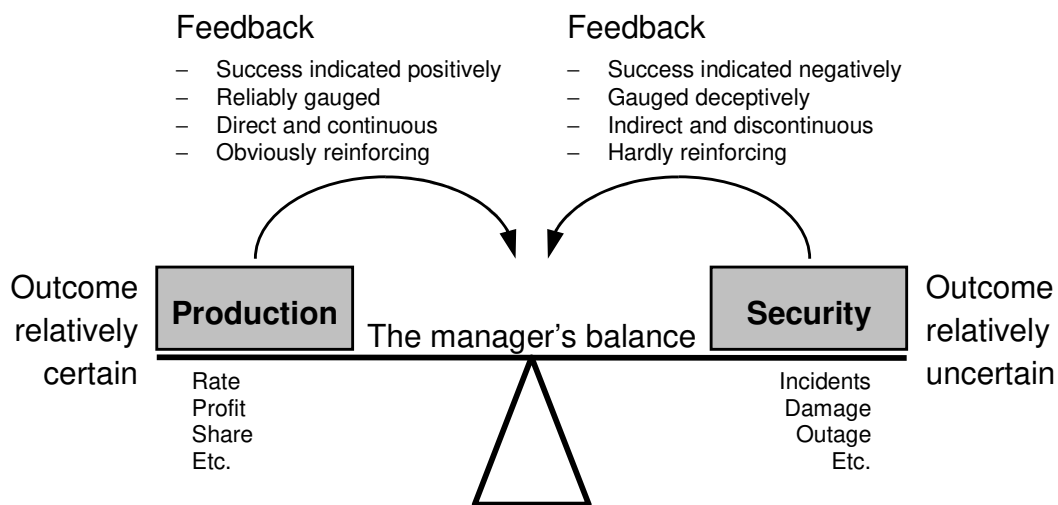 Feedback
– Success indicated positively
– Reliably gauged
– Direct and continuous
– Obviously reinforcing
Feedback
– Success indicated negatively
– Gauged deceptively
– Indirect and discontinuous
– Hardly reinforcing
Outcome
relatively
certain
Production
The manager's balance
Security
Outcome
relatively
uncertain
Rate
Profit
Share
Etc.
Incidents
Damage
Outage
Etc.